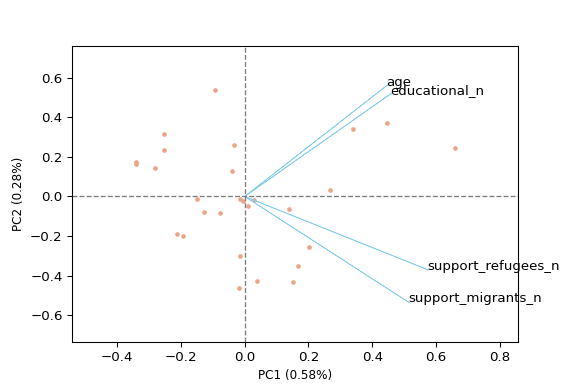 age
educational_n
support_refugees_n
support_migrants_n
0.6
0.4
0.2
0.0
−0.2
−0.4
−0.6
PC2 (0.28%)
−0.4 −0.2 0.0 0.2 0.4 0.6 0.8
PC1 (0.58%)